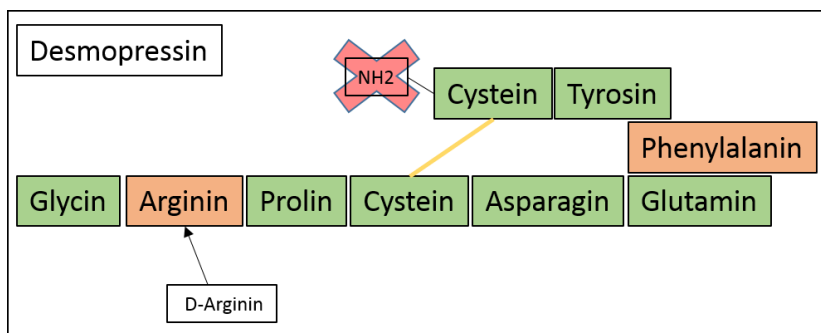 Desmopressin
NH2
Cystein Tyrosin
Phenylalanin
Glycin Arginin Prolin Cystein Asparagin Glutamin
D-Arginin